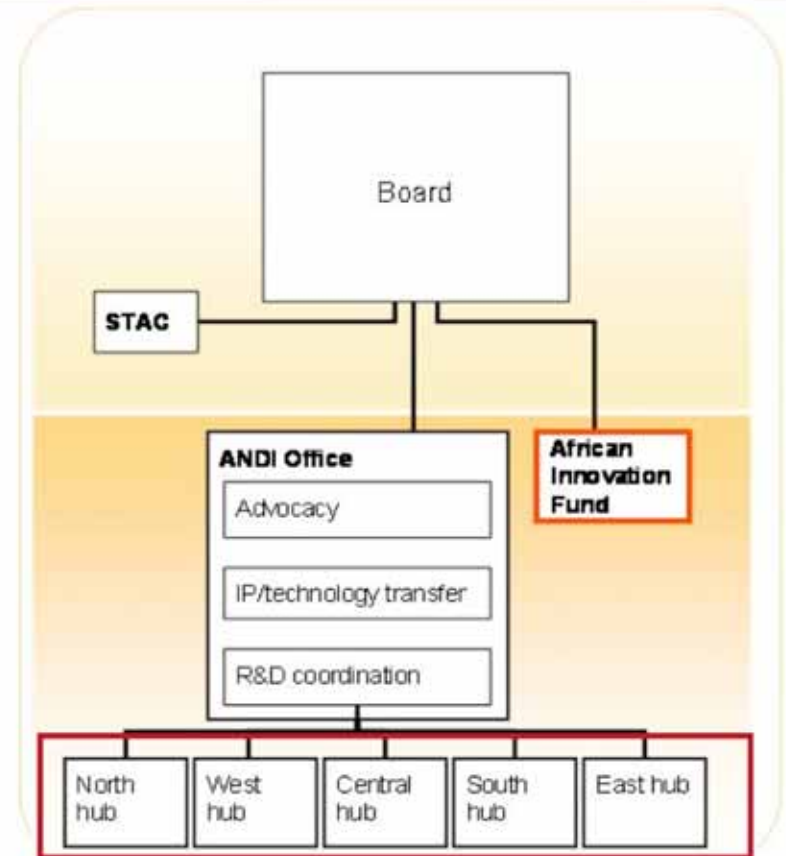 Board
STAC
ANDI Office
Advocacy
IP/technology transfer
R&D coordination
African
Innovation
Fund
North
hub
West
hub
Central
hub
South
hub
East hub